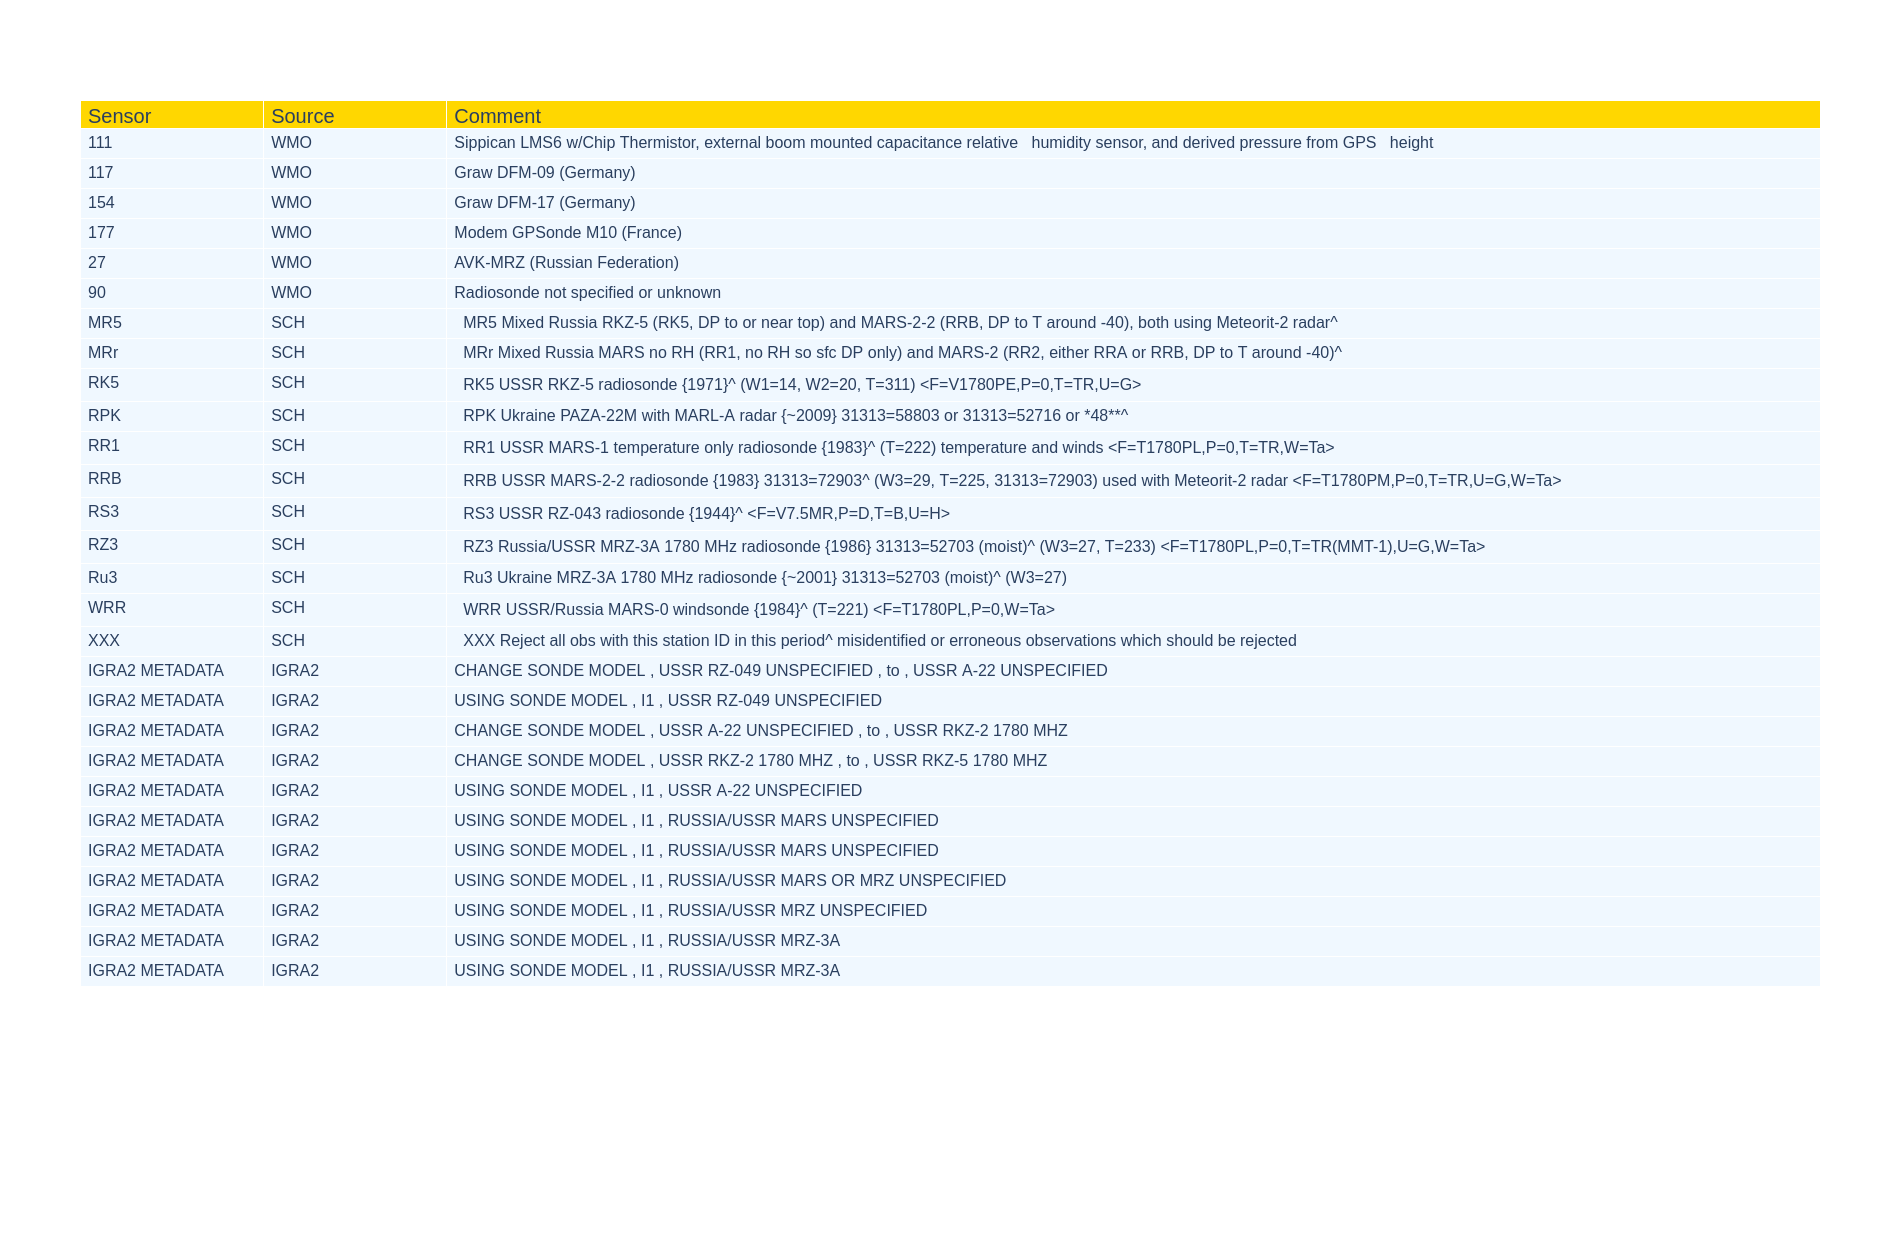 Sensor Source Comment
111 WMO Sippican LMS6 w/Chip Thermistor, external boom mounted capacitance relative   humidity sensor, and derived pressure from GPS   height
117 WMO Graw DFM-09 (Germany)
154 WMO Graw DFM-17 (Germany)
177 WMO Modem GPSonde M10 (France)
27 WMO AVK-MRZ (Russian Federation)
90 WMO Radiosonde not specified or unknown
MR5 SCH MR5 Mixed Russia RKZ-5 (RK5, DP to or near top) and MARS-2-2 (RRB, DP to T around -40), both using Meteorit-2 radar^
MRr SCH MRr Mixed Russia MARS no RH (RR1, no RH so sfc DP only) and MARS-2 (RR2, either RRA or RRB, DP to T around -40)^
RK5 SCH RK5 USSR RKZ-5 radiosonde {1971}^ (W1=14, W2=20, T=311) <F=V1780PE,P=0,T=TR,U=G>
RPK SCH RPK Ukraine PAZA-22M with MARL-A radar {~2009} 31313=58803 or 31313=52716 or *48**^
RR1 SCH RR1 USSR MARS-1 temperature only radiosonde {1983}^ (T=222) temperature and winds <F=T1780PL,P=0,T=TR,W=Ta>
RRB SCH RRB USSR MARS-2-2 radiosonde {1983} 31313=72903^ (W3=29, T=225, 31313=72903) used with Meteorit-2 radar <F=T1780PM,P=0,T=TR,U=G,W=Ta>
RS3 SCH RS3 USSR RZ-043 radiosonde {1944}^ <F=V7.5MR,P=D,T=B,U=H>
RZ3 SCH RZ3 Russia/USSR MRZ-3A 1780 MHz radiosonde {1986} 31313=52703 (moist)^ (W3=27, T=233) <F=T1780PL,P=0,T=TR(MMT-1),U=G,W=Ta>
Ru3 SCH Ru3 Ukraine MRZ-3A 1780 MHz radiosonde {~2001} 31313=52703 (moist)^ (W3=27)
WRR SCH WRR USSR/Russia MARS-0 windsonde {1984}^ (T=221) <F=T1780PL,P=0,W=Ta>
XXX SCH XXX Reject all obs with this station ID in this period^ misidentified or erroneous observations which should be rejected
IGRA2 METADATA IGRA2 CHANGE SONDE MODEL , USSR RZ-049 UNSPECIFIED , to , USSR A-22 UNSPECIFIED
IGRA2 METADATA IGRA2 USING SONDE MODEL , I1 , USSR RZ-049 UNSPECIFIED
IGRA2 METADATA IGRA2 CHANGE SONDE MODEL , USSR A-22 UNSPECIFIED , to , USSR RKZ-2 1780 MHZ
IGRA2 METADATA IGRA2 CHANGE SONDE MODEL , USSR RKZ-2 1780 MHZ , to , USSR RKZ-5 1780 MHZ
IGRA2 METADATA IGRA2 USING SONDE MODEL , I1 , USSR A-22 UNSPECIFIED
IGRA2 METADATA IGRA2 USING SONDE MODEL , I1 , RUSSIA/USSR MARS UNSPECIFIED
IGRA2 METADATA IGRA2 USING SONDE MODEL , I1 , RUSSIA/USSR MARS UNSPECIFIED
IGRA2 METADATA IGRA2 USING SONDE MODEL , I1 , RUSSIA/USSR MARS OR MRZ UNSPECIFIED
IGRA2 METADATA IGRA2 USING SONDE MODEL , I1 , RUSSIA/USSR MRZ UNSPECIFIED
IGRA2 METADATA IGRA2 USING SONDE MODEL , I1 , RUSSIA/USSR MRZ-3A
IGRA2 METADATA IGRA2 USING SONDE MODEL , I1 , RUSSIA/USSR MRZ-3A